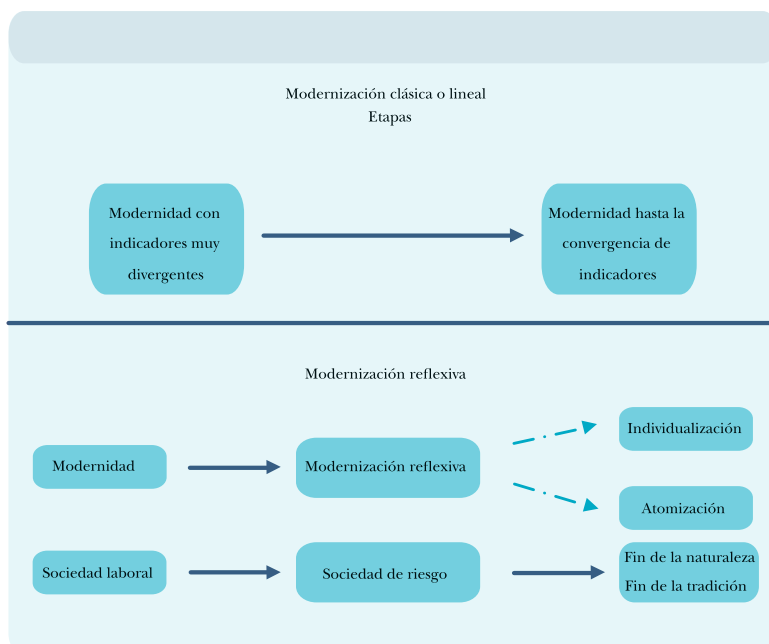 Modernización clásica o lineal
Etapas
Modernidad con
indicadores muy
divergentes
Modernidad hasta la
convergencia de
indicadores
Modernización reflexiva
Modernidad
Modernización reflexiva
Individualización
Atomización
Sociedad laboral
Sociedad de riesgo
Fin de la naturaleza
Fin de la tradición